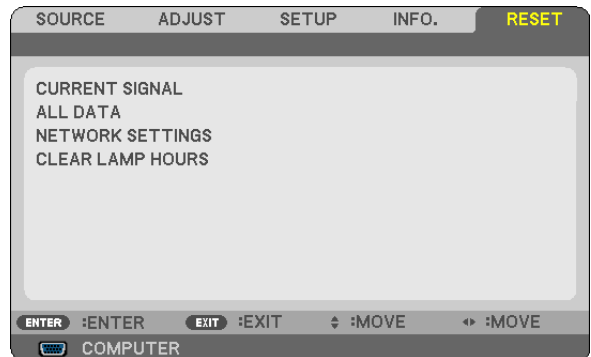 SOURCE ADJUST SETUP INFO. RESET
CURRENT SIGNAL
ALL DATA
NETWORK SETTINGS
CLEAR LAMP HOURS
ENTER :ENTER EXIT :EXIT :MOVE :MOVE
COMPUTER